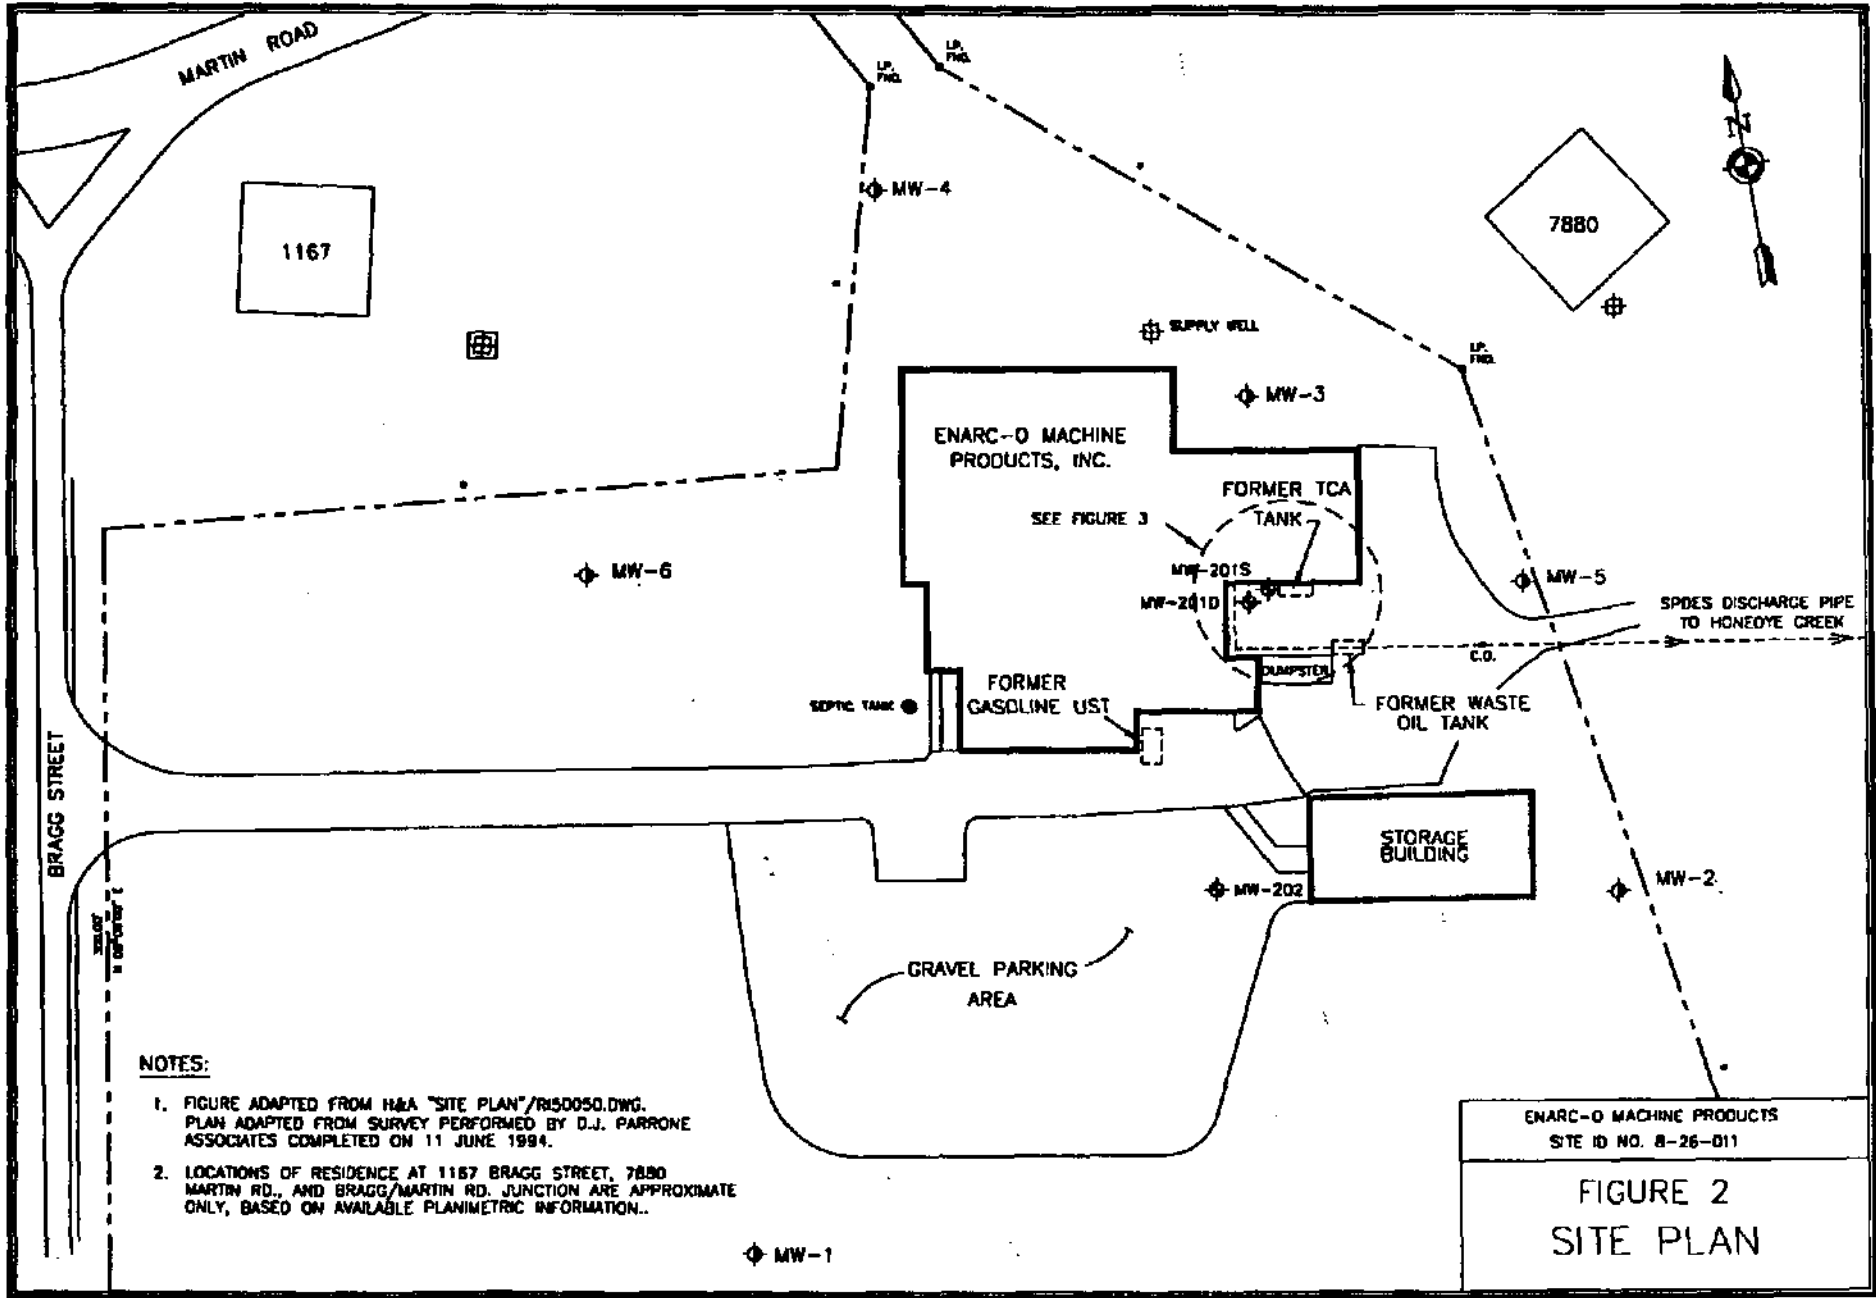 MARTIN ROAD
I.P.
FND.
I.P.
FND.
N
MW-4
1167
7880
SUPPLY WELL
I.P.
FND.
MW-3
ENARC-O MACHINE
PRODUCTS, INC.
FORMER TCA
TANK
SEE FIGURE 3
MW-6
MW-201S
MW-201D
MW-5
SPDES DISCHARGE PIPE
TO HONEOYE CREEK
C.O.
DUMPSTER
FORMER
GASOLINE UST
SEPTIC TANK
FORMER WASTE
OIL TANK
BRAGG STREET
STORAGE
BUILDING
MW-202
MW-2
GRAVEL PARKING
AREA
NOTES:
1. FIGURE ADAPTED FROM H&A "SITE PLAN"/RI50050.DWG.
PLAN ADAPTED FROM SURVEY PERFORMED BY D.J. PARRONE
ASSOCIATES COMPLETED ON 11 JUNE 1994.
2. LOCATIONS OF RESIDENCE AT 1167 BRAGG STREET, 7880
MARTIN RD., AND BRAGG/MARTIN RD. JUNCTION ARE APPROXIMATE
ONLY, BASED ON AVAILABLE PLANIMETRIC INFORMATION..
MW-1
ENARC-O MACHINE PRODUCTS
SITE ID NO. 8-26-011
FIGURE 2
SITE PLAN